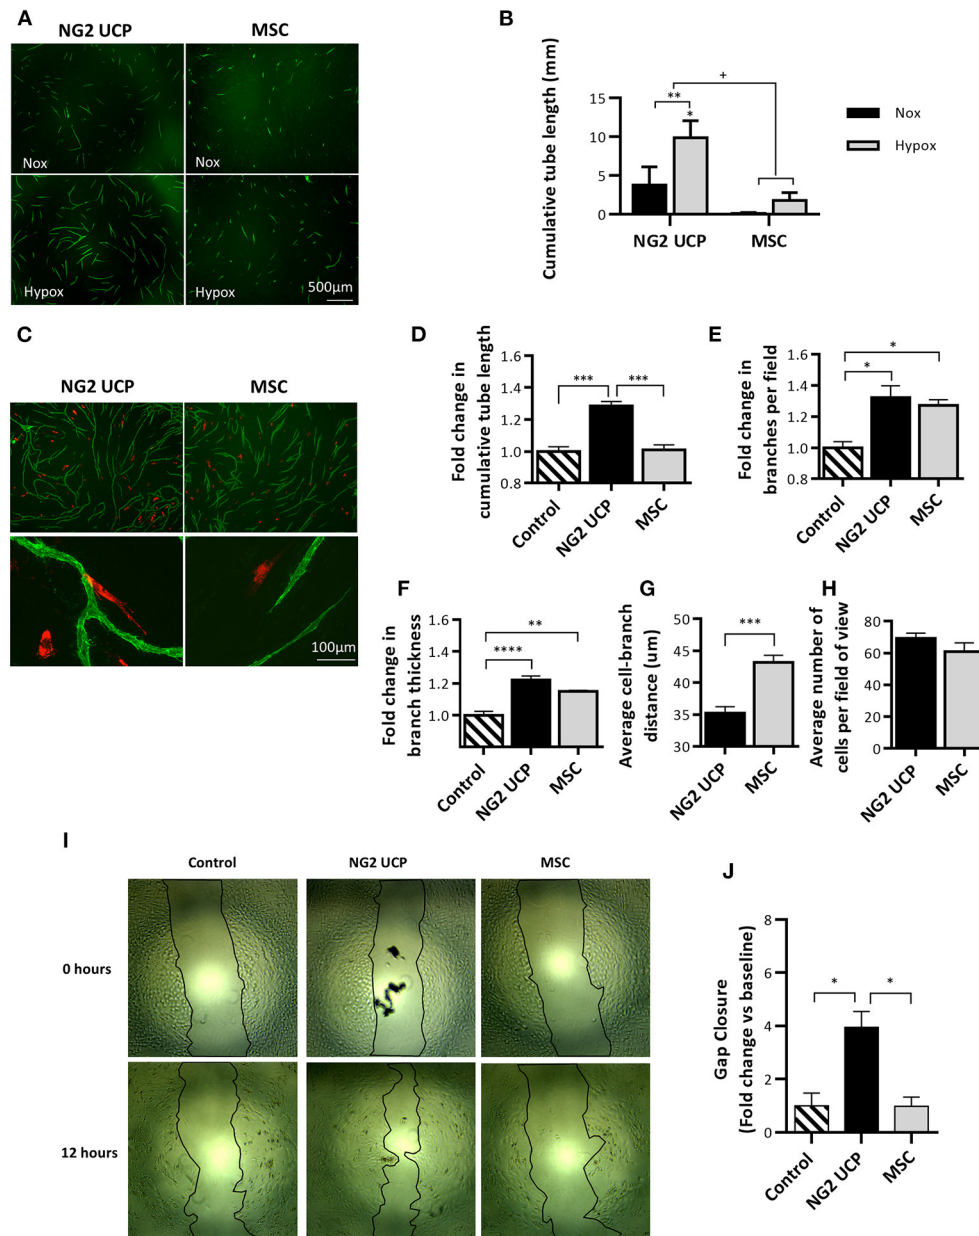 A
NG2 UCP
MSC
Nox
Nox
Hypox
Hypox
500μm
B
Cumulative tube length (mm)
15
10
5
0
**
*
+
NG2 UCP
MSC
Nox
Hypox
C
NG2 UCP
MSC
100μm
D
Fold change in
cumulative tube length
1.6
1.4
1.2
1.0
0.8
***
***
Control
NG2 UCP
MSC
E
Fold change in
branches per field
1.6
1.4
1.2
1.0
0.8
*
*
Control
NG2 UCP
MSC
F
Fold change in
branch thickness
1.6
1.4
1.2
1.0
**
****
Control
NG2 UCP
MSC
G
Average cell-branch
distance (um)
45
40
35
30
***
NG2 UCP
MSC
H
Average number of
cells per field of view
80
60
40
20
0
NG2 UCP
MSC
I
Control
NG2 UCP
MSC
0 hours
12 hours
J
Gap Closure
(Fold change vs baseline)
8
6
4
2
0
*
*
Control
NG2 UCP
MSC